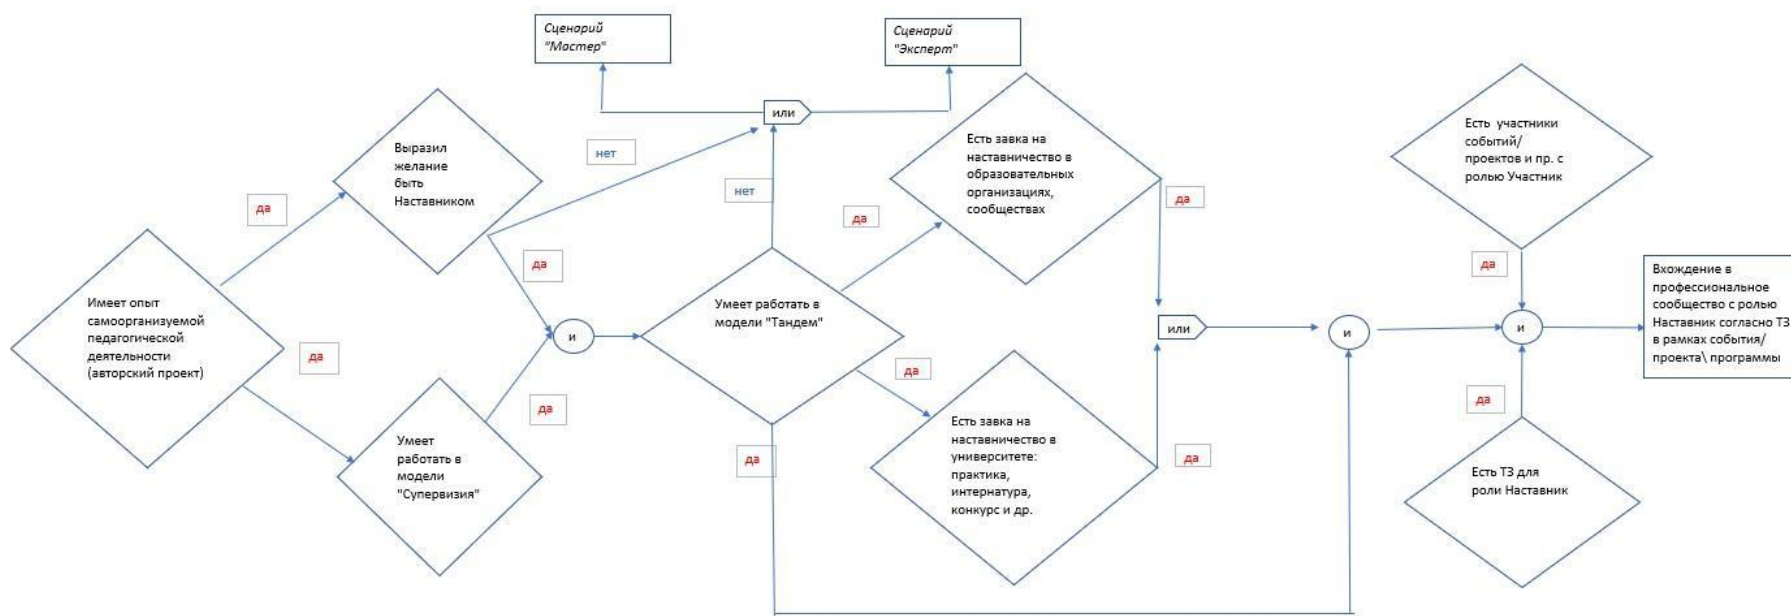 Сценарий
"Мастер"
Сценарий
"Эксперт"
или
Выразил
желание
быть
Наставником
нет
нет
да
да
Есть завка на
наставничество в
образовательных
организациях,
сообществах
да
да
Есть участники
событий/
проектов и пр. с
ролью Участник
да
Имеет опыт
самоорганизуемой
педагогической
деятельности
(авторский проект)
да
и
Умеет работать в
модели "Тандем"
или
и
и
Вхождение в
профессиональное
сообщество с ролью
Наставник согласно ТЗ
в рамках события/
проекта\ программы
да
да
да
Умеет
работать в
модели
"Супервизия"
да
Есть завка на
наставничество в
университете:
практика,
интернатура,
конкурс и др.
да
да
Есть ТЗ для
роли Наставник